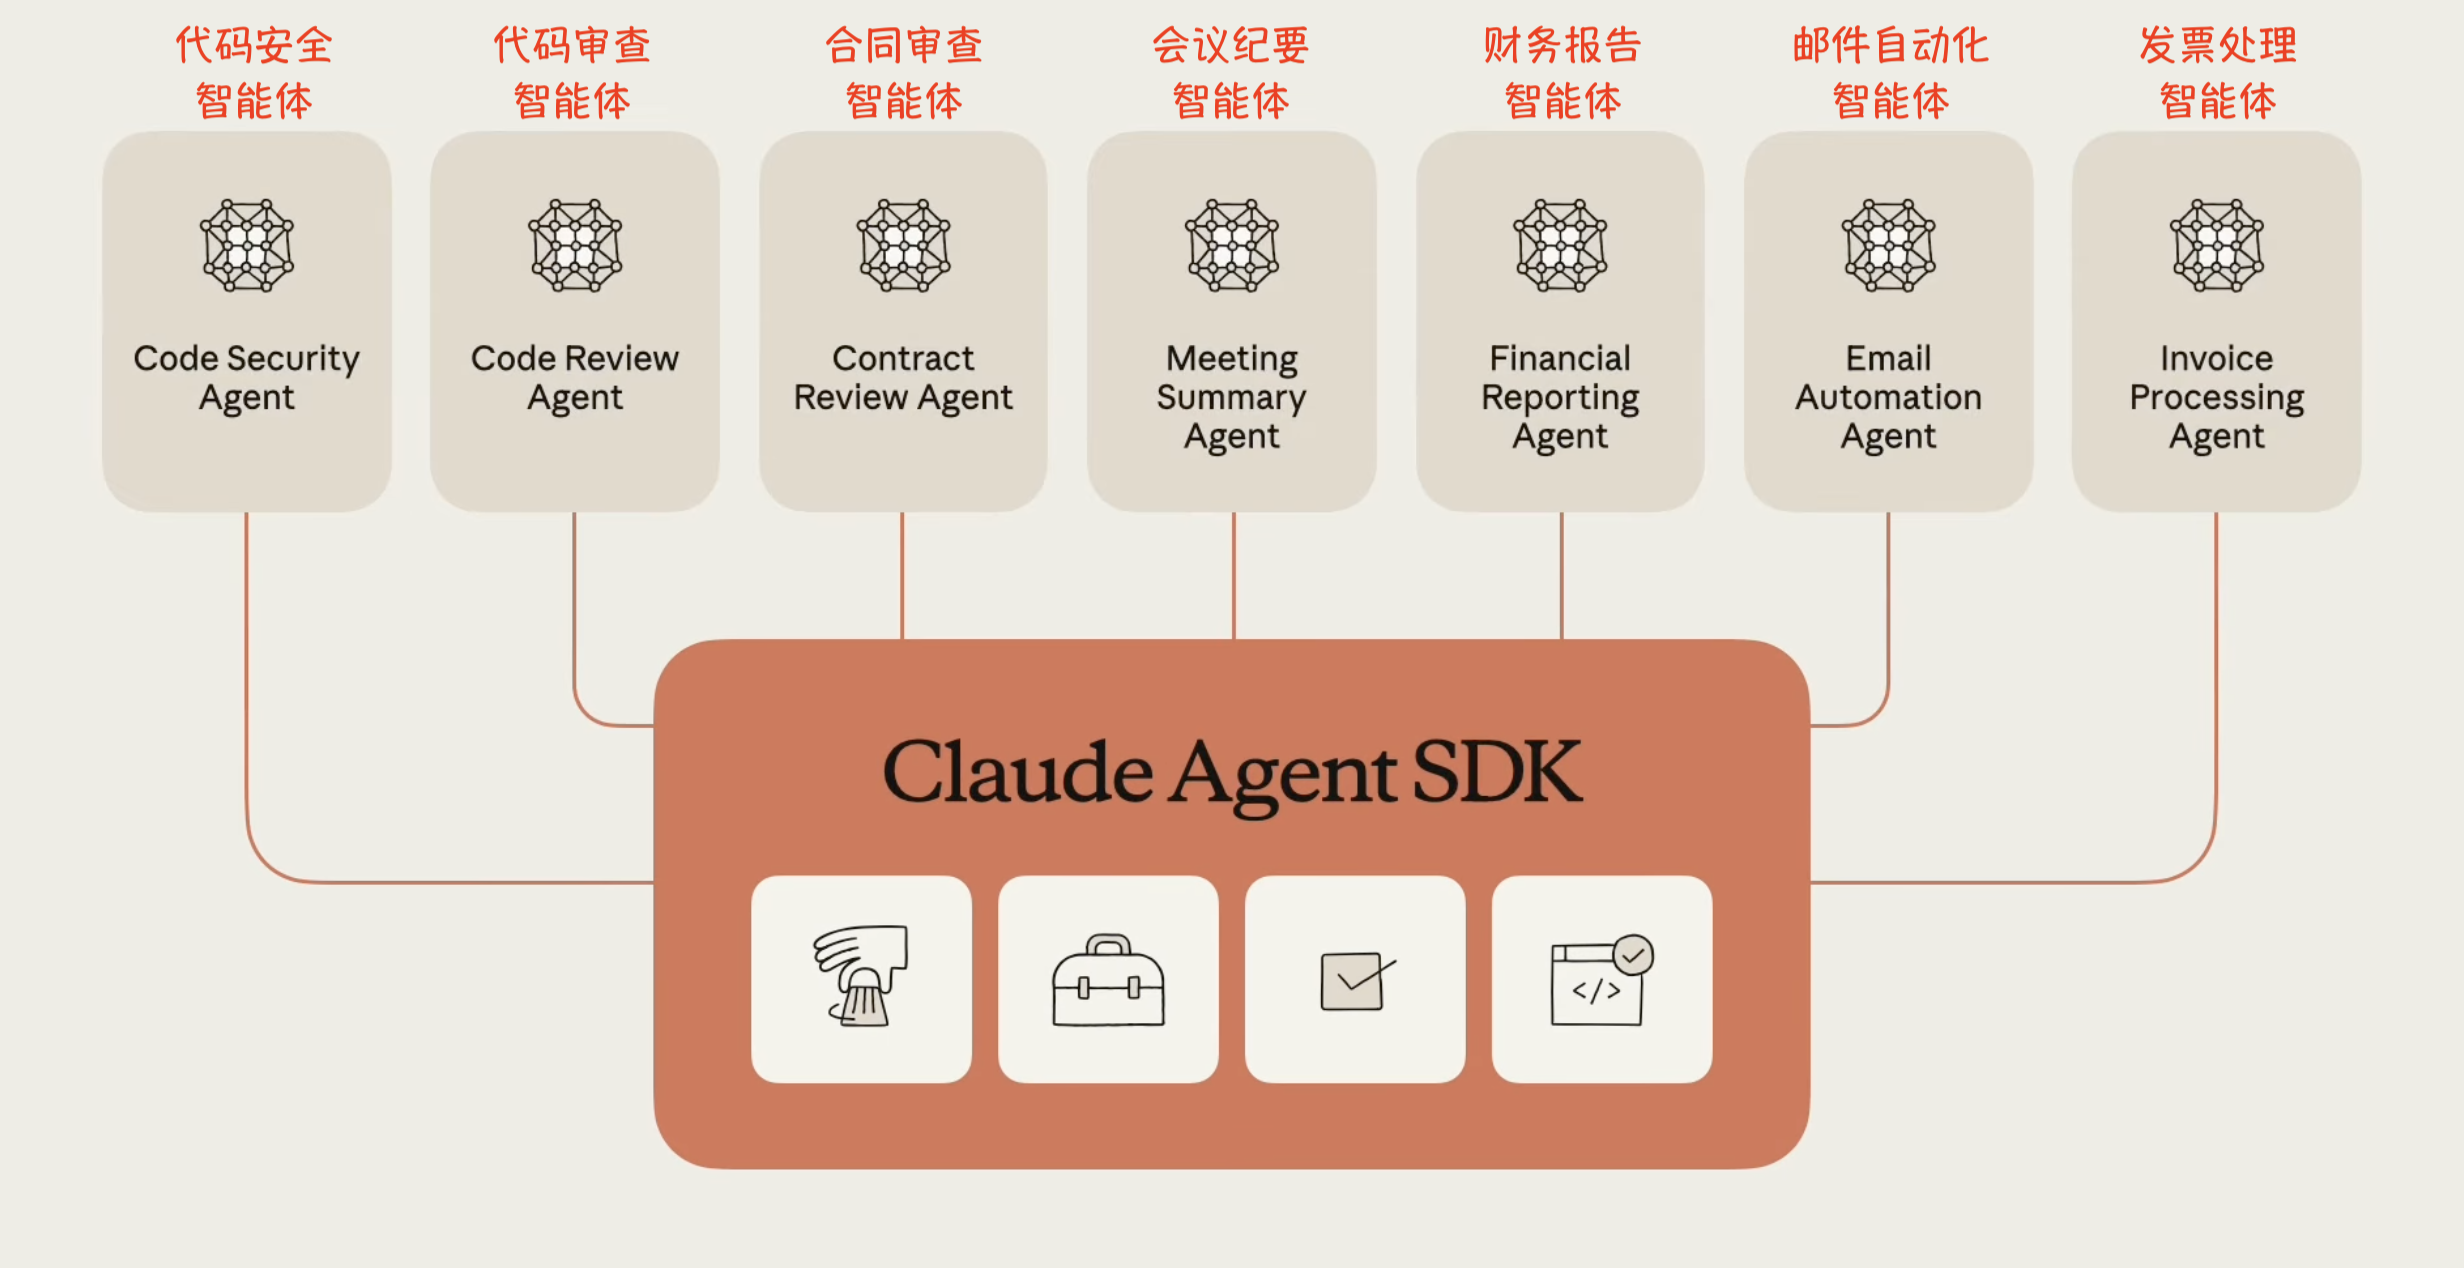 代码安全
智能体
代码审查
智能体
合同审查
智能体
会议纪要
智能体
财务报告
智能体
邮件自动化
智能体
发票处理
智能体
Code Security
Agent
Code Review
Agent
Contract
Review Agent
Meeting
Summary
Agent
Financial
Reporting
Agent
Email
Automation
Agent
Invoice
Processing
Agent
Claude Agent SDK
</>